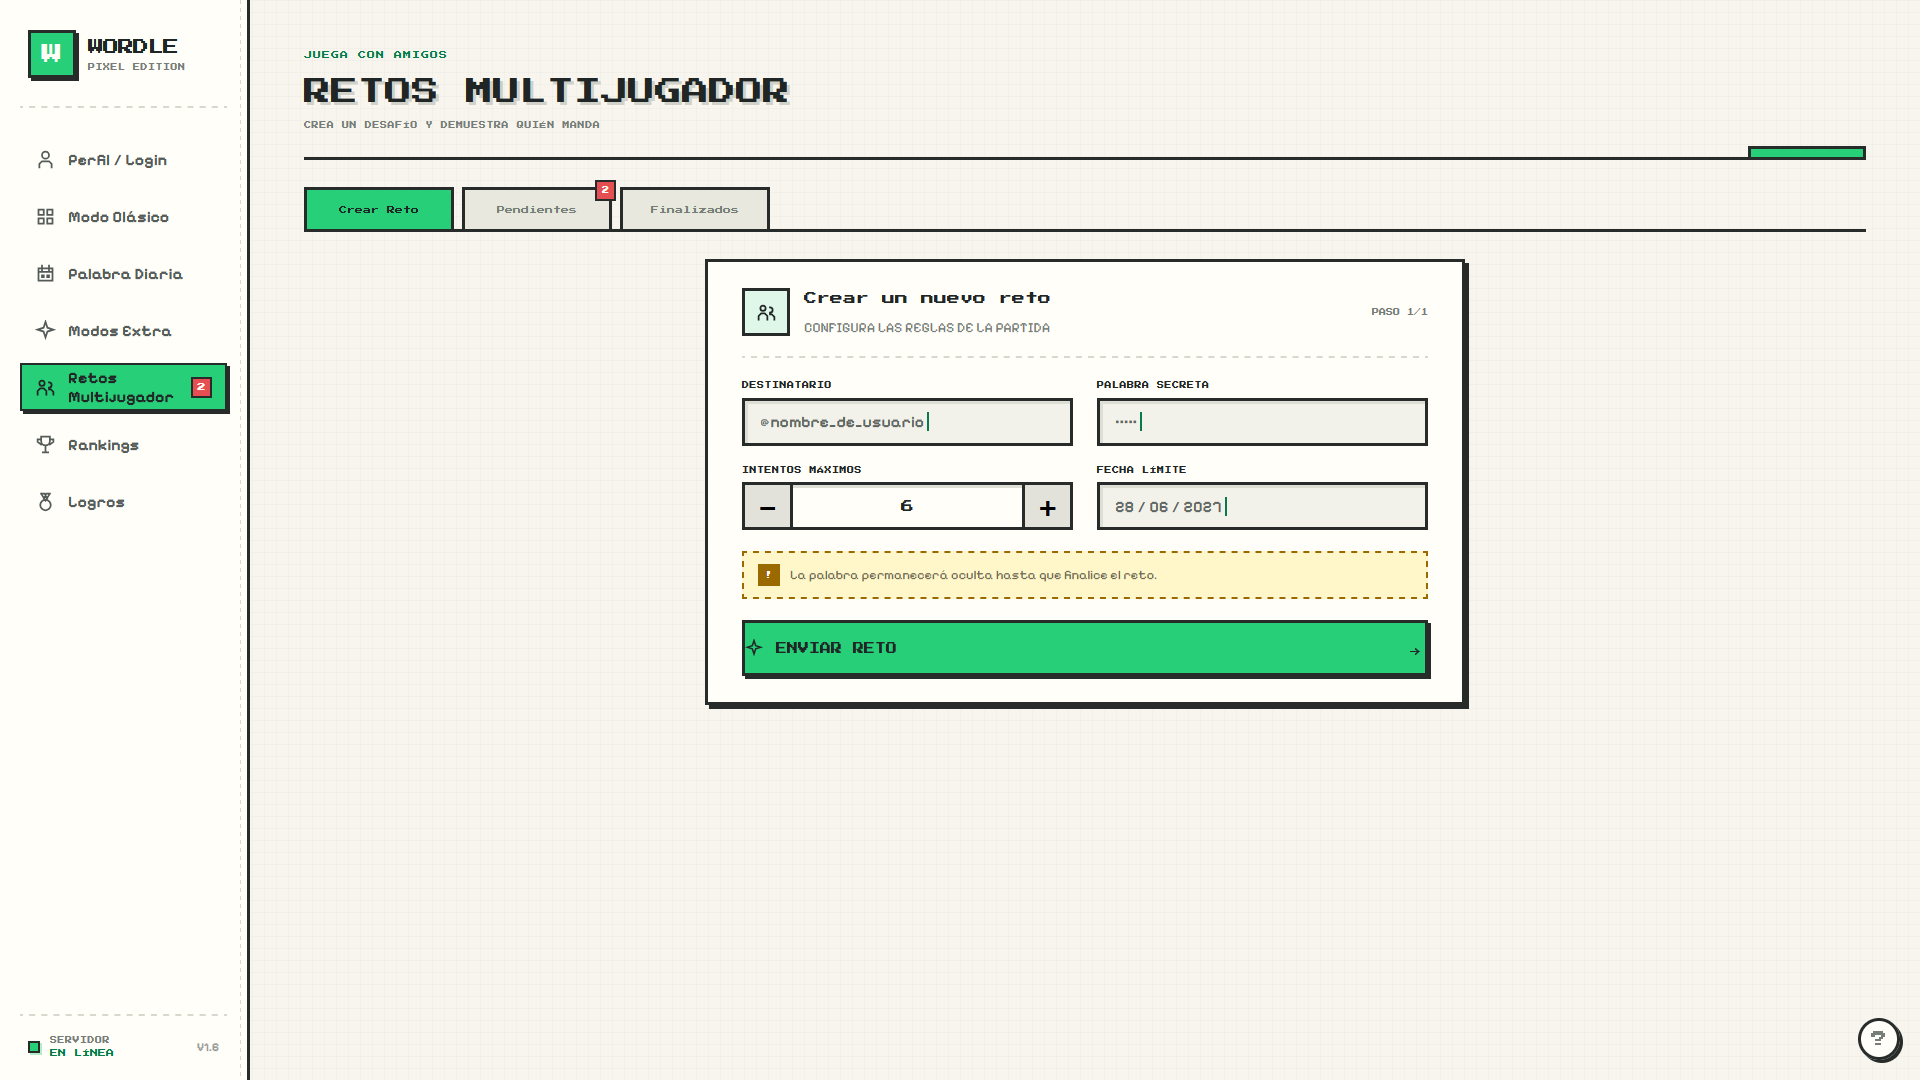 W
WORDLE
PIXEL EDITION
Perfil / Login
Modo Clásico
Palabra Diaria
Modos Extra
Retos
Multijugador
2
Rankings
Logros
SERVIDOR
EN LÍNEA
V1.6
JUEGA CON AMIGOS
RETOS MULTIJUGADOR
CREA UN DESAFÍO Y DEMUESTRA QUIÉN MANDA
Crear Reto
Pendientes
2
Finalizados
Crear un nuevo reto
CONFIGURA LAS REGLAS DE LA PARTIDA
PASO 1/1
DESTINATARIO
@nombre_de_usuario
PALABRA SECRETA
·····
INTENTOS MÁXIMOS
− 6 +
FECHA LÍMITE
28 / 06 / 2027
! La palabra permanecerá oculta hasta que finalice el reto.
ENVIAR RETO →
?